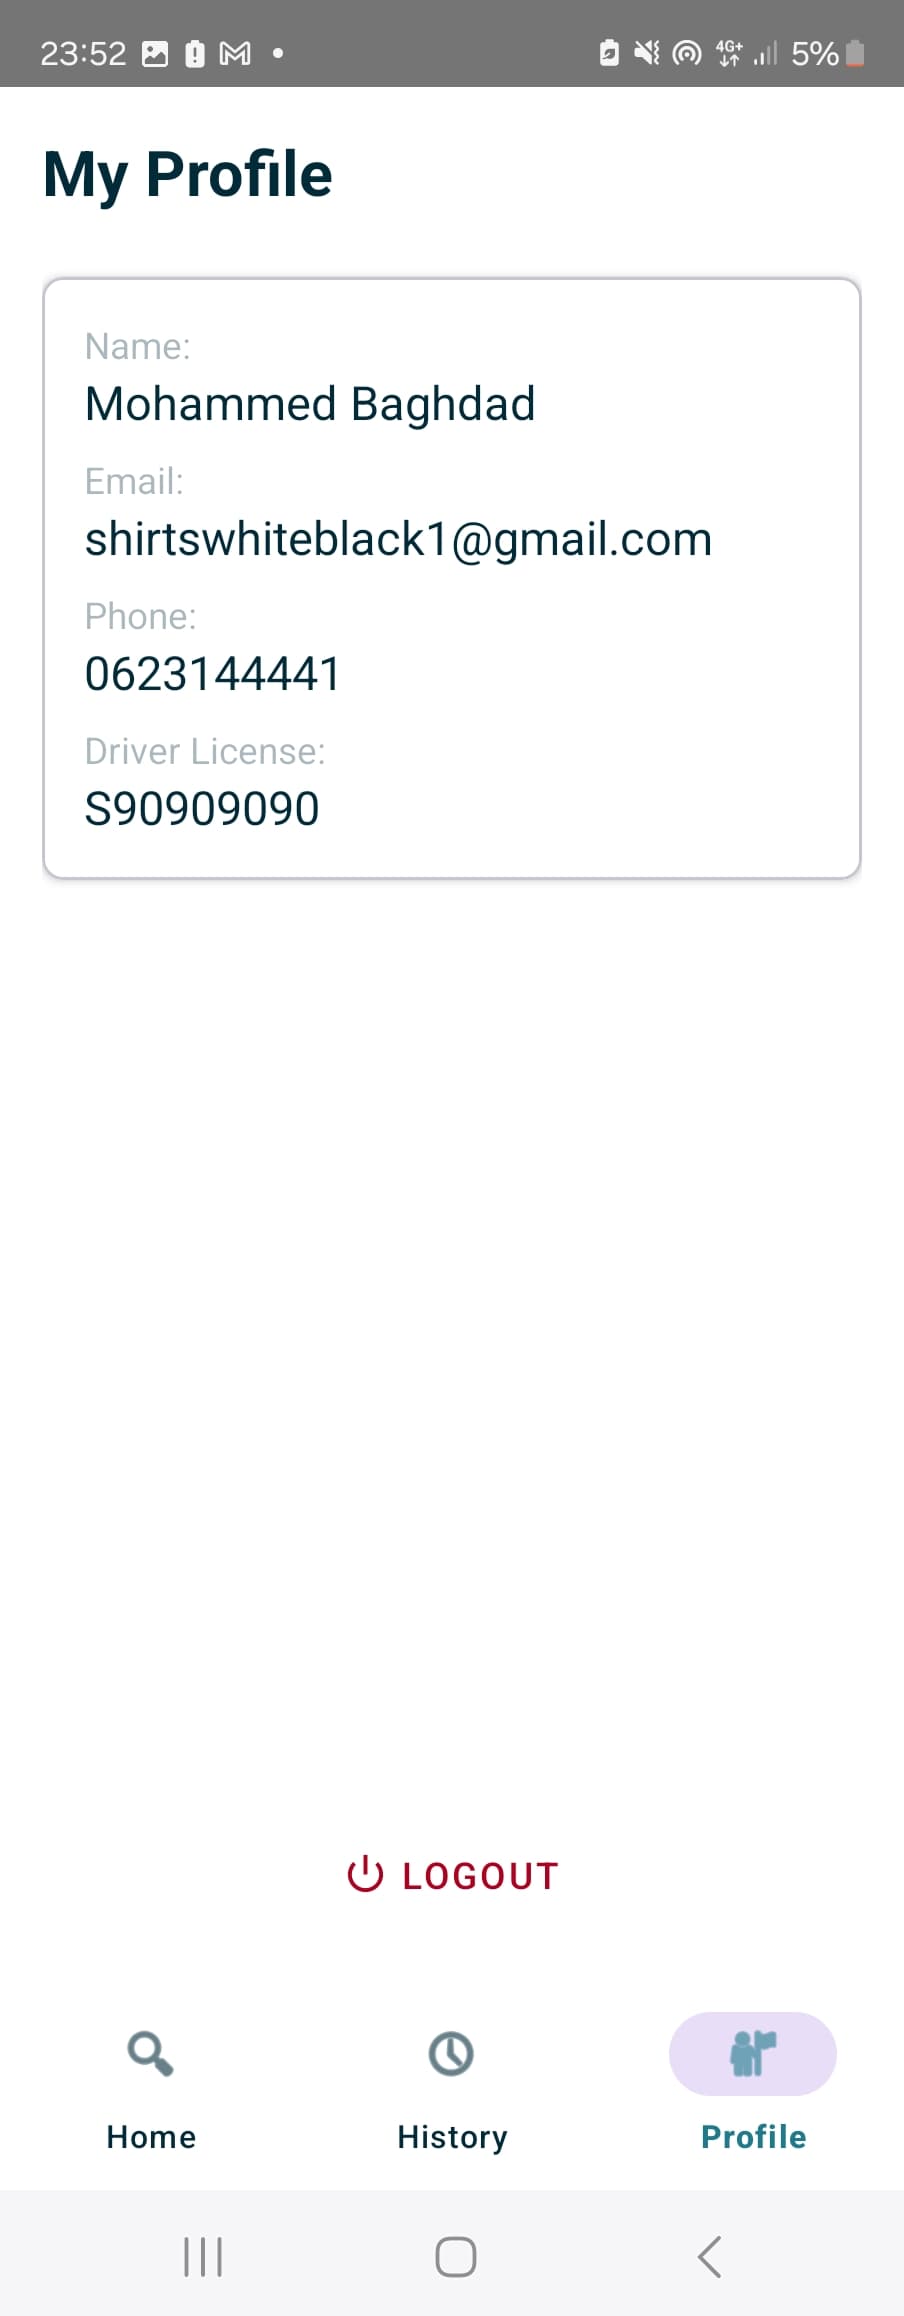 23:52
4G+
5%
My Profile
Name:
Mohammed Baghdad
Email:
shirtswhiteblack1@gmail.com
Phone:
0623144441
Driver License:
S90909090
LOGOUT
Home
History
Profile